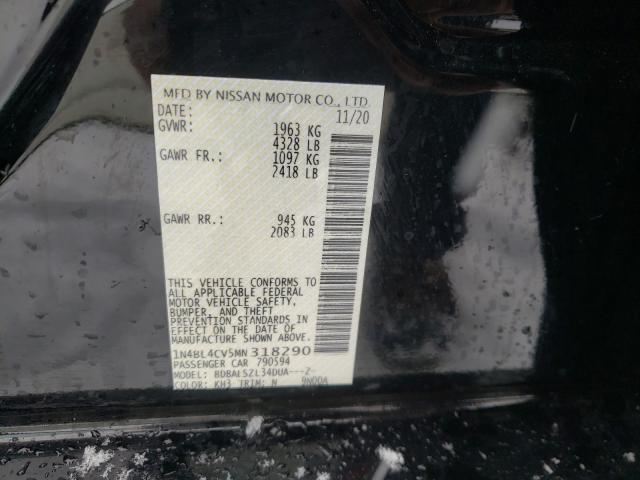 MFD BY NISSAN MOTOR CO., LTD.
DATE: 11/20
GVWR: 1963 KG
4328 LB
GAWR FR.: 1097 KG
2418 LB
GAWR RR.: 945 KG
2083 LB
THIS VEHICLE CONFORMS TO
ALL APPLICABLE FEDERAL
MOTOR VEHICLE SAFETY,
BUMPER, AND THEFT
PREVENTION STANDARDS IN
EFFECT ON THE DATE OF
MANUFACTURE SHOWN ABOVE.
1N4BL4CV5MN318290
PASSENGER CAR 790594
MODEL: BDBALSZL34DUA---Z-
COLOR: KH3 TRIM: N 9N00A